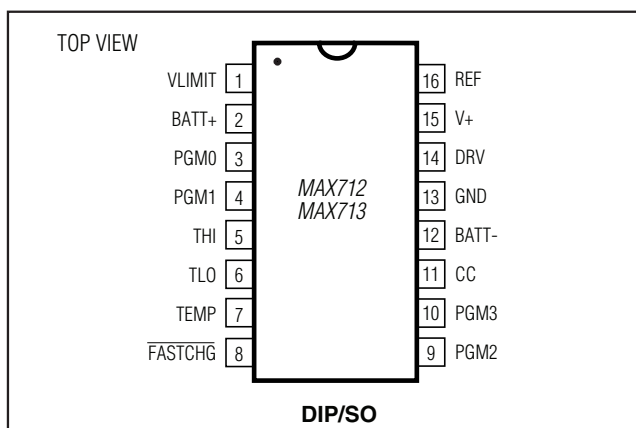 TOP VIEW
VLIMIT 1
BATT+ 2
PGM0 3
PGM1 4
THI 5
TLO 6
TEMP 7
FASTCHG 8
MAX712
MAX713
16 REF
15 V+
14 DRV
13 GND
12 BATT-
11 CC
10 PGM3
9 PGM2
DIP/SO